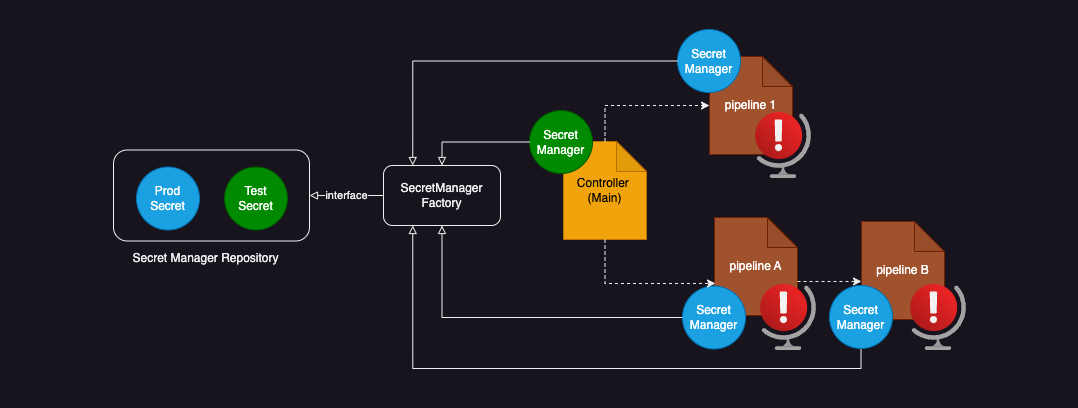 Secret
Manager
pipeline 1
Secret
Manager
Controller
(Main)
SecretManager
Factory
interface
Prod
Secret
Test
Secret
Secret Manager Repository
pipeline A
Secret
Manager
pipeline B
Secret
Manager